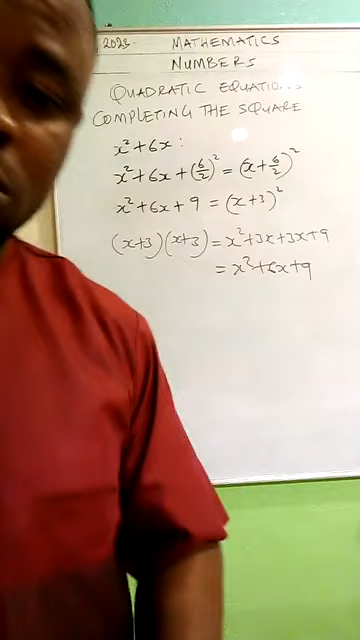 2023. MATHEMATICS
NUMBERS
QUADRATIC EQUATIO...
COMPLETING THE SQUARE
x² + 6x :
x² + 6x + (6/2)² = (x + 6/2)²
x² + 6x + 9 = (x + 3)²
(x+3)(x+3) = x² + 3x + 3x + 9
= x² + 6x + 9